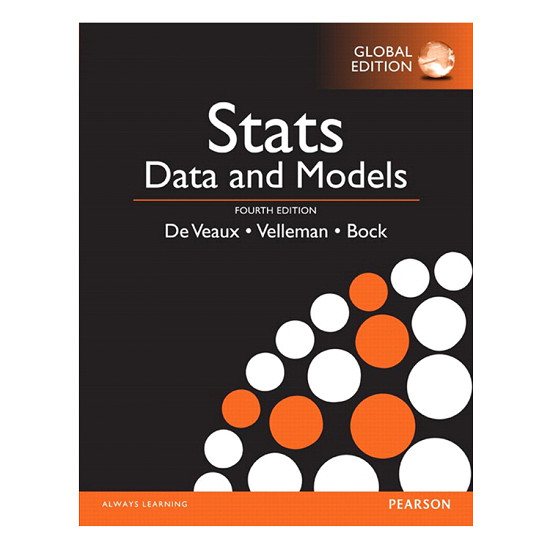 GLOBAL
EDITION
Stats
Data and Models
FOURTH EDITION
De Veaux • Velleman • Bock
ALWAYS LEARNING
PEARSON